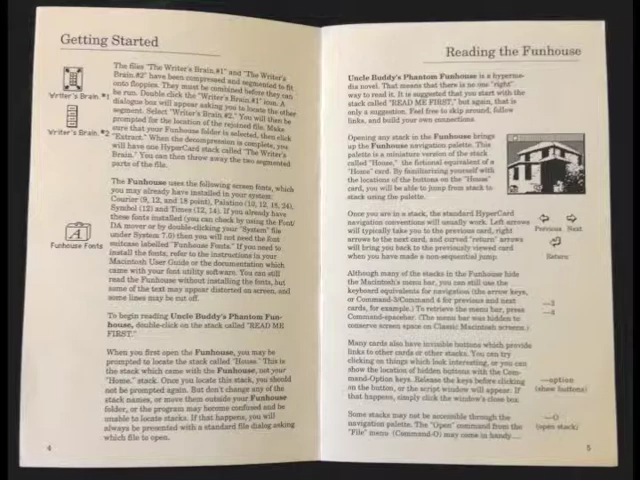 Getting Started
The files "The Writer's Brain #1" and "The Writer's
Brain #2" have been compressed and segmented to fit
onto floppies. They must be combined before they can
be run. Double click the "Writer's Brain #1" icon. A
dialogue box will appear asking you to locate the other
segment. Select "Writer's Brain #2." You will then be
prompted for the location of the rejoined file. Make
sure that your Funhouse folder is selected, then click
"Extract." When the decompression is complete, you
will have one HyperCard stack called "The Writer's
Brain." You can then throw away the two segmented
parts of the file.
Writer's Brain #1
Writer's Brain #2
The Funhouse uses the following screen fonts, which
you may already have installed in your system:
Courier (9, 12, and 18 point), Palatino (10, 12, 18, 24),
Symbol (12) and Times (12, 14). If you already have
these fonts installed (you can check by using the Font/
DA mover or by double-clicking your "System" file
under System 7.0) then you will not need the font
suitcase labelled "Funhouse Fonts." If you need to
install the fonts, refer to the instructions in your
Macintosh User Guide or the documentation which
came with your font utility software. You can still
read the Funhouse without installing the fonts, but
some of the text may appear distorted on screen, and
some lines may be cut off.
Funhouse Fonts
To begin reading Uncle Buddy's Phantom Fun-
house, double-click on the stack called "READ ME
FIRST."
When you first open the Funhouse, you may be
prompted to locate the stack called "House." This is
the stack which came with the Funhouse, not your
"Home," stack. Once you locate this stack, you should
not be prompted again. But don't change any of the
stack names, or move them outside your Funhouse
folder, or the program may become confused and be
unable to locate stacks. If that happens, you will
always be presented with a standard file dialog asking
which file to open.
4
Reading the Funhouse
Uncle Buddy's Phantom Funhouse is a hyperme-
dia novel. That means that there is no one "right"
way to read it. It is suggested that you start with the
stack called "READ ME FIRST," but again, that is
only a suggestion. Feel free to skip around, follow
links, and build your own connections.
Opening any stack in the Funhouse brings
up the Funhouse navigation palette. This
palette is a miniature version of the stack
called "House," the fictional equivalent of a
"Home" card. By familiarizing yourself with
the locations of the buttons on the "House"
card, you will be able to jump from stack to
stack using the palette.
Once you are in a stack, the standard HyperCard
navigation conventions will usually work. Left arrows
will typically take you to the previous card, right
arrows to the next card, and curved "return" arrows
will bring you back to the previously viewed card
when you have made a non-sequential jump.
Previous Next
Return
Although many of the stacks in the Funhouse hide
the Macintosh's menu bar, you can still use the
keyboard equivalents for navigation (the arrow keys,
or Command-3/Command 4 for previous and next
cards, for example.) To retrieve the menu bar, press
Command-spacebar. (The menu bar was hidden to
conserve screen space on Classic Macintosh screens.)
—3
—4
Many cards also have invisible buttons which provide
links to other cards or other stacks. You can try
clicking on things which look interesting, or you can
show the location of hidden buttons with the Com-
mand-Option keys. Release the keys before clicking
on the button, or the script window will appear. If
that happens, simply click the window's close box.
—option
(show buttons)
Some stacks may not be accessible through the
navigation palette. The "Open" command from the
"File" menu (Command-O) may come in handy....
—O
(open stack)
5